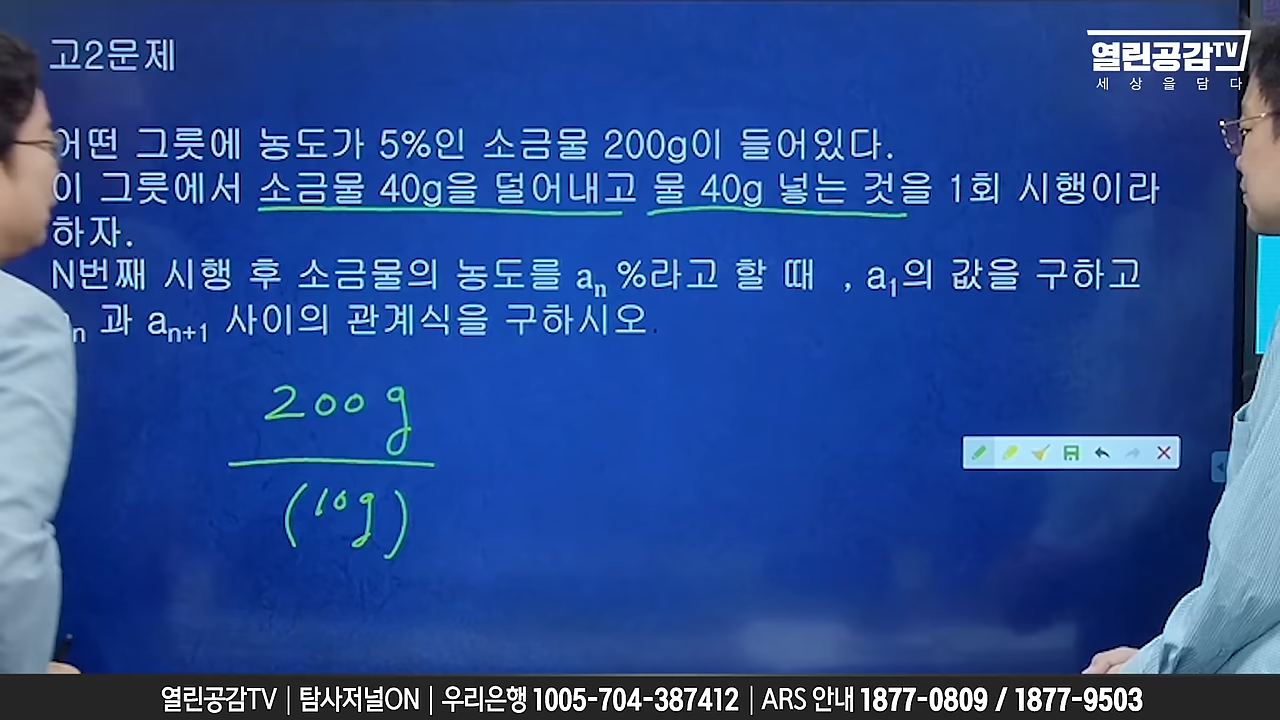 고2문제
열린공감TV
세상을담다
어떤 그릇에 농도가 5%인 소금물 200g이 들어있다.
이 그릇에서 소금물 40g을 덜어내고 물 40g 넣는 것을 1회 시행이라
하자.
N번째 시행 후 소금물의 농도를 an %라고 할 때 , a1의 값을 구하고
n 과 an+1 사이의 관계식을 구하시오.
200g
(10g)
열린공감TV | 탐사저널ON | 우리은행 1005-704-387412 | ARS 안내 1877-0809 / 1877-9503